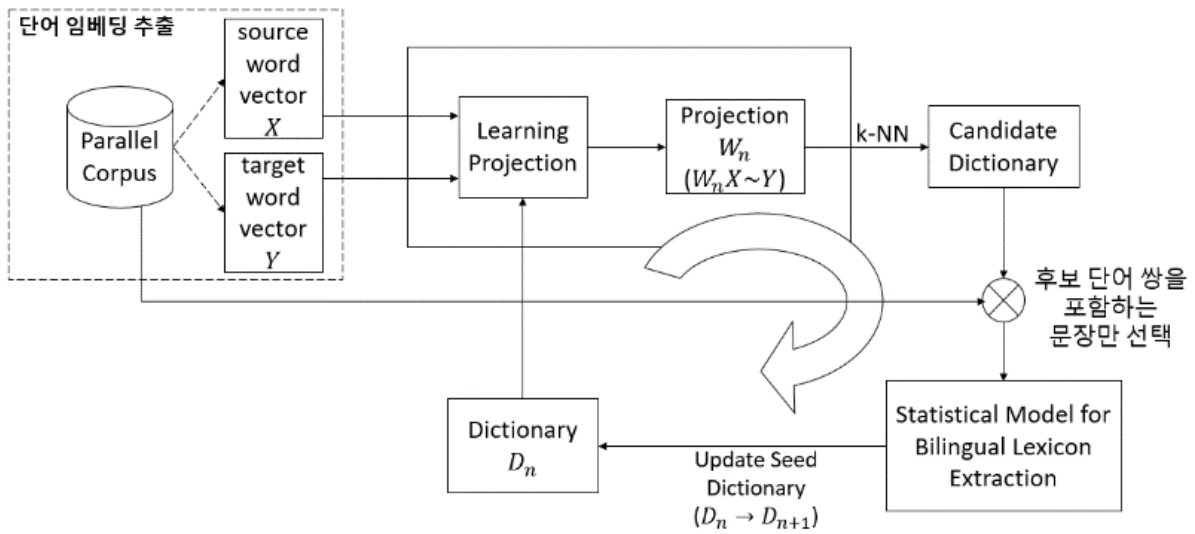 단어 임베딩 추출
Parallel
Corpus
source
word
vector
X
target
word
vector
Y
Learning
Projection
Projection
Wₙ
(WₙX~Y)
k-NN
Candidate
Dictionary
후보 단어 쌍을
포함하는
문장만 선택
Statistical Model for
Bilingual Lexicon
Extraction
Update Seed
Dictionary
(Dₙ → Dₙ₊₁)
Dictionary
Dₙ